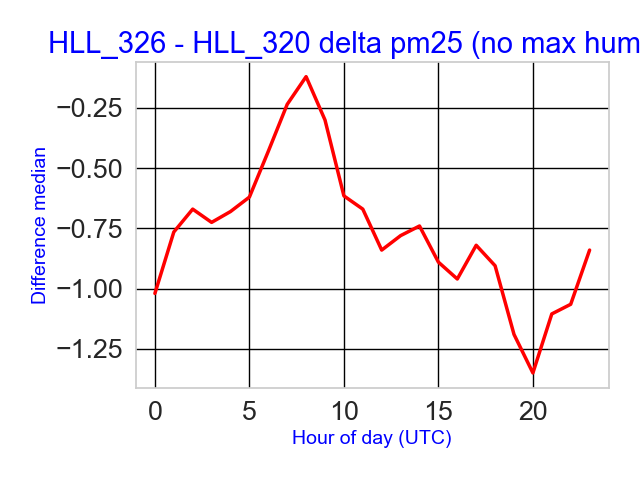 HLL_326 - HLL_320 delta pm25 (no max hum
−0.25
−0.50
−0.75
−1.00
−1.25
Difference median
0 5 10 15 20
Hour of day (UTC)